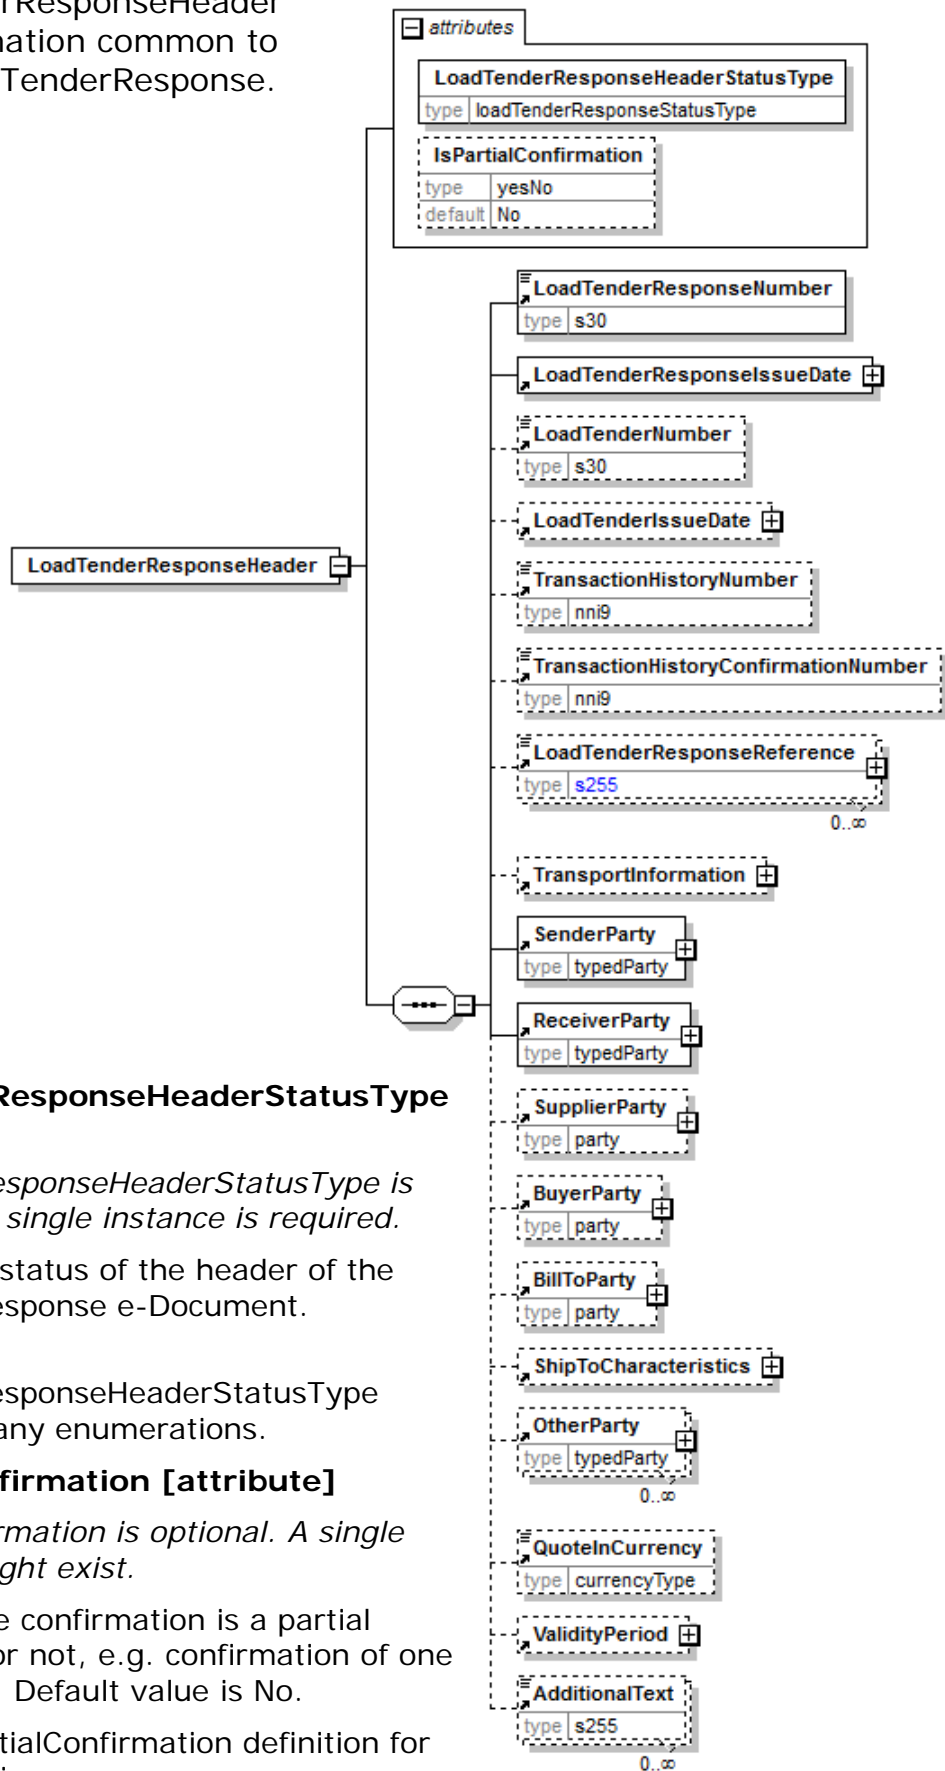 rResponseHeader
nation common to
TenderResponse.
attributes
LoadTenderResponseHeaderStatusType
type loadTenderResponseStatusType
IsPartialConfirmation
type yesNo
default No
LoadTenderResponseNumber
type s30
LoadTenderResponseIssueDate
LoadTenderNumber
type s30
LoadTenderIssueDate
LoadTenderResponseHeader
TransactionHistoryNumber
type nni9
TransactionHistoryConfirmationNumber
type nni9
LoadTenderResponseReference
type s255
0..∞
TransportInformation
SenderParty
type typedParty
ReceiverParty
type typedParty
SupplierParty
type party
BuyerParty
type party
BillToParty
type party
ShipToCharacteristics
OtherParty
type typedParty
0..∞
QuoteInCurrency
type currencyType
ValidityPeriod
AdditionalText
type s255
0..∞
ResponseHeaderStatusType
esponseHeaderStatusType is
single instance is required.
status of the header of the
esponse e-Document.
esponseHeaderStatusType
any enumerations.
nfirmation [attribute]
rmation is optional. A single
ght exist.
e confirmation is a partial
or not, e.g. confirmation of one
Default value is No.
tialConfirmation definition for